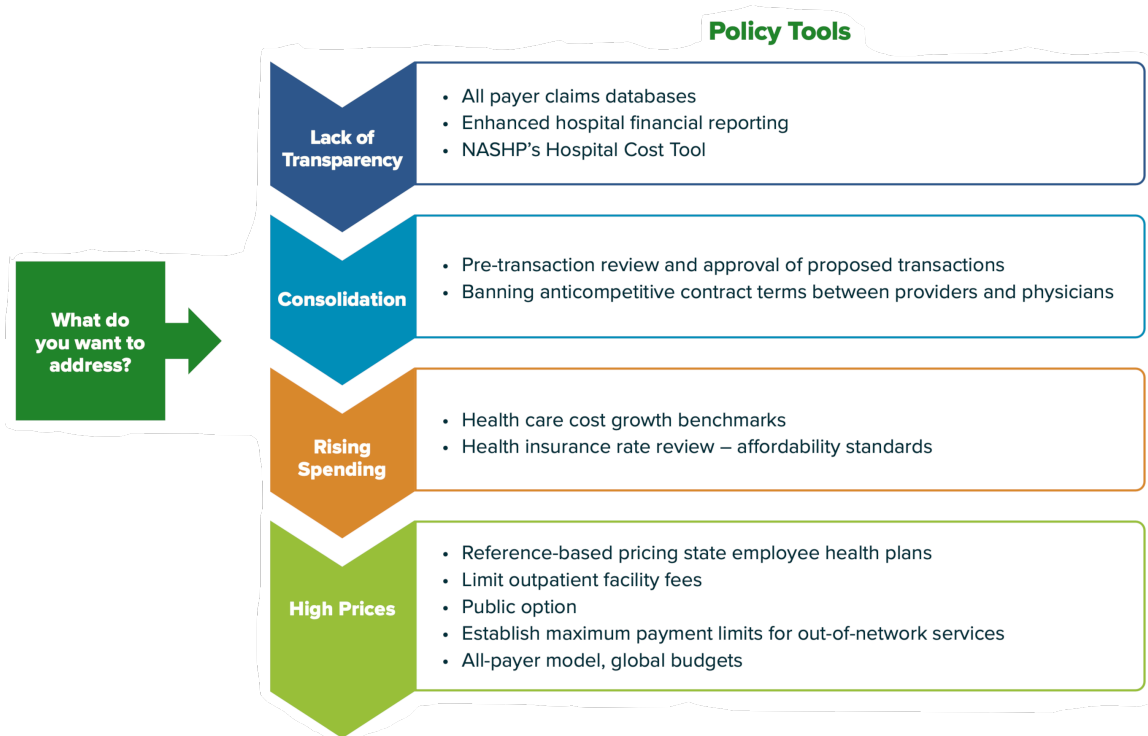 Policy Tools
What do
you want to
address?
Lack of
Transparency
• All payer claims databases
• Enhanced hospital financial reporting
• NASHP’s Hospital Cost Tool
Consolidation
• Pre-transaction review and approval of proposed transactions
• Banning anticompetitive contract terms between providers and physicians
Rising
Spending
• Health care cost growth benchmarks
• Health insurance rate review – affordability standards
High Prices
• Reference-based pricing state employee health plans
• Limit outpatient facility fees
• Public option
• Establish maximum payment limits for out-of-network services
• All-payer model, global budgets